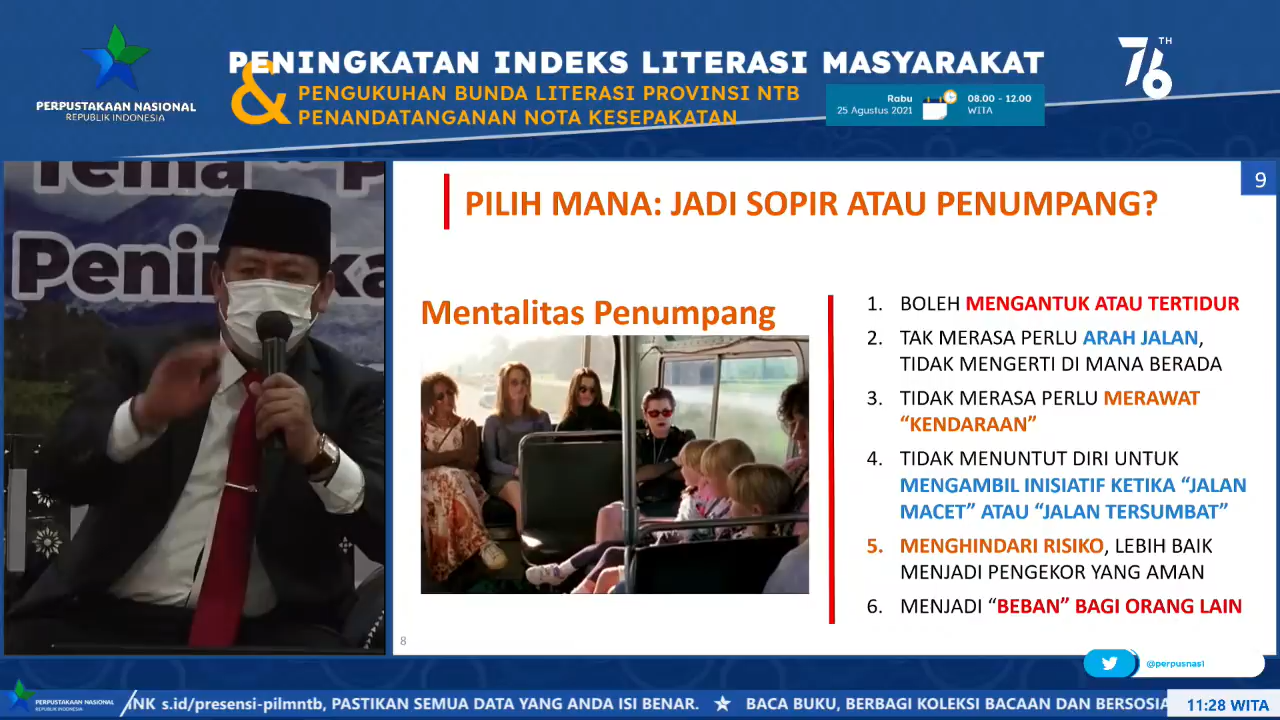 PERPUSTAKAAN NASIONAL
REPUBLIK INDONESIA
PENINGKATAN INDEKS LITERASI MASYARAKAT
& PENGUKUHAN BUNDA LITERASI PROVINSI NTB
PENANDATANGANAN NOTA KESEPAKATAN
Rabu
25 Agustus 2021
08.00 - 12.00
WITA
76 TH
9
PILIH MANA: JADI SOPIR ATAU PENUMPANG?
Mentalitas Penumpang
1. BOLEH MENGANTUK ATAU TERTIDUR
2. TAK MERASA PERLU ARAH JALAN,
TIDAK MENGERTI DI MANA BERADA
3. TIDAK MERASA PERLU MERAWAT
“KENDARAAN”
4. TIDAK MENUNTUT DIRI UNTUK
MENGAMBIL INISIATIF KETIKA “JALAN
MACET” ATAU “JALAN TERSUMBAT”
5. MENGHINDARI RISIKO, LEBIH BAIK
MENJADI PENGEKOR YANG AMAN
6. MENJADI “BEBAN” BAGI ORANG LAIN
8
@perpusnas1
PERPUSTAKAAN NASIONAL
REPUBLIK INDONESIA
INK s.id/presensi-pilmntb, PASTIKAN SEMUA DATA YANG ANDA ISI BENAR. ★ BACA BUKU, BERBAGI KOLEKSI BACAAN DAN BERSOSIA
11:28 WITA